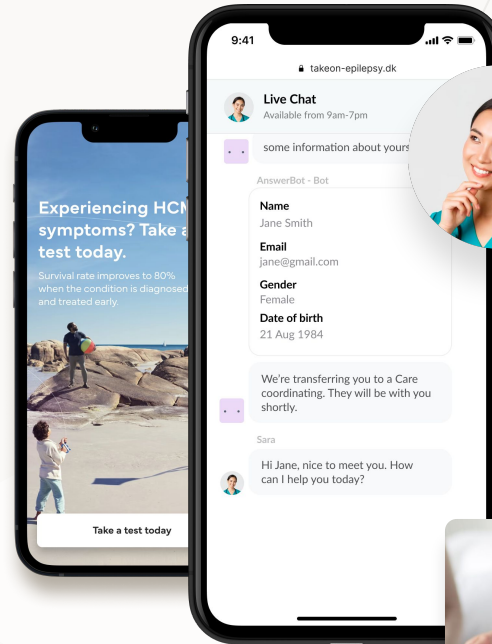 Experiencing HCM
symptoms? Take a
test today.
Survival rate improves to 80%
when the condition is diagnosed
and treated early.
Take a test today
9:41
takeon-epilepsy.dk
Live Chat
Available from 9am-7pm
some information about yours
AnswerBot - Bot
Name
Jane Smith
Email
jane@gmail.com
Gender
Female
Date of birth
21 Aug 1984
We're transferring you to a Care
coordinating. They will be with you
shortly.
Sara
Hi Jane, nice to meet you. How
can I help you today?